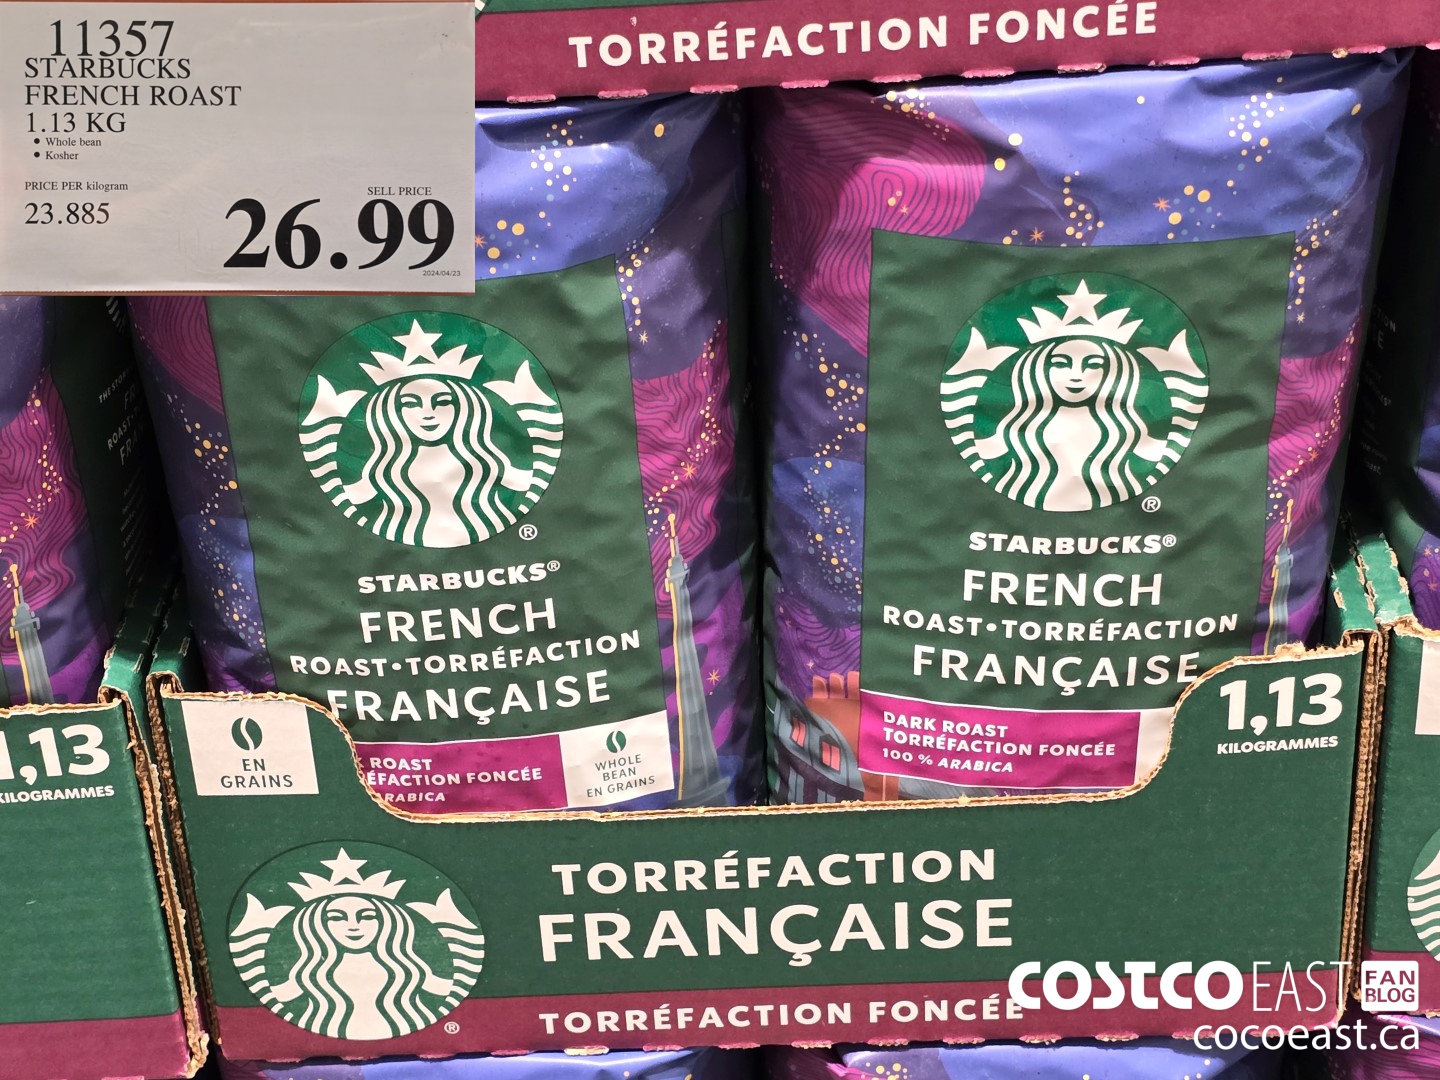 11357
STARBUCKS
FRENCH ROAST
1.13 KG
• Whole bean
• Kosher
PRICE PER kilogram
23.885
SELL PRICE
26.99
2024/04/23
TORRÉFACTION FONCÉE
STARBUCKS®
FRENCH
ROAST•TORRÉFACTION
FRANÇAISE
ROAST
FACTION FONCÉE
ARABICA
WHOLE
BEAN
EN GRAINS
®
STARBUCKS®
FRENCH
ROAST•TORRÉFACTION
FRANÇAISE
DARK ROAST
TORRÉFACTION FONCÉE
100 % ARABICA
®
1,13
KILOGRAMMES
EN
GRAINS
1,13
KILOGRAMMES
TORRÉFACTION
FRANÇAISE
TORRÉFACTION FONCÉE
®
COSTCO EAST FAN
BLOG
cocoeast.ca